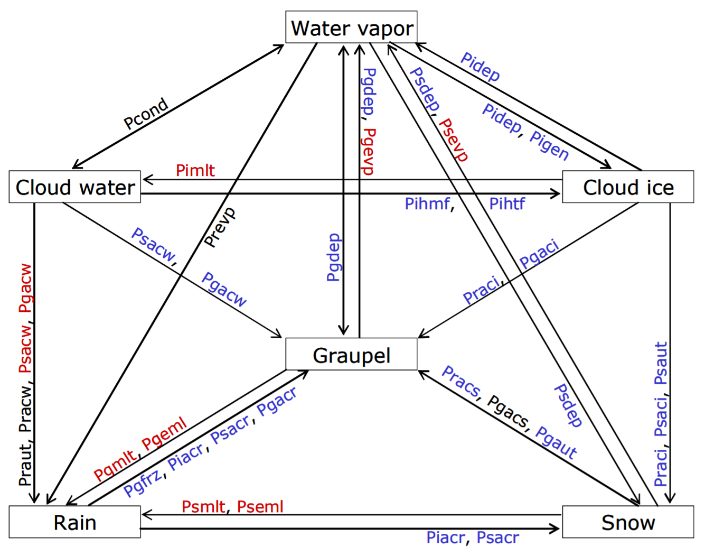 Water vapor
Pidep
Pcond
Pgdep, Pgevp
Psdep, Psevp
Pidep, Pigen
Pimlt
Cloud water
Cloud ice
Pihmf, Pihtf
Prevp
Psacw, Pgacw
Pgdep
Praci, Pgaci
Praut, Pracw, Psacw, Pgacw
Graupel
Pgmlt, Pgeml
Pgfrz, Piacr, Psacr, Pgacr
Racs, Pgacs, Pgaut
Psdep
Praci, Psaci, Psaut
Rain
Psmlt, Pseml
Piacr, Psacr
Snow